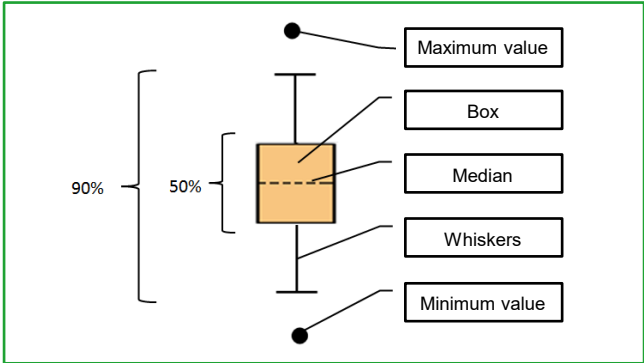 Maximum value
Box
90%
50%
Median
Whiskers
Minimum value